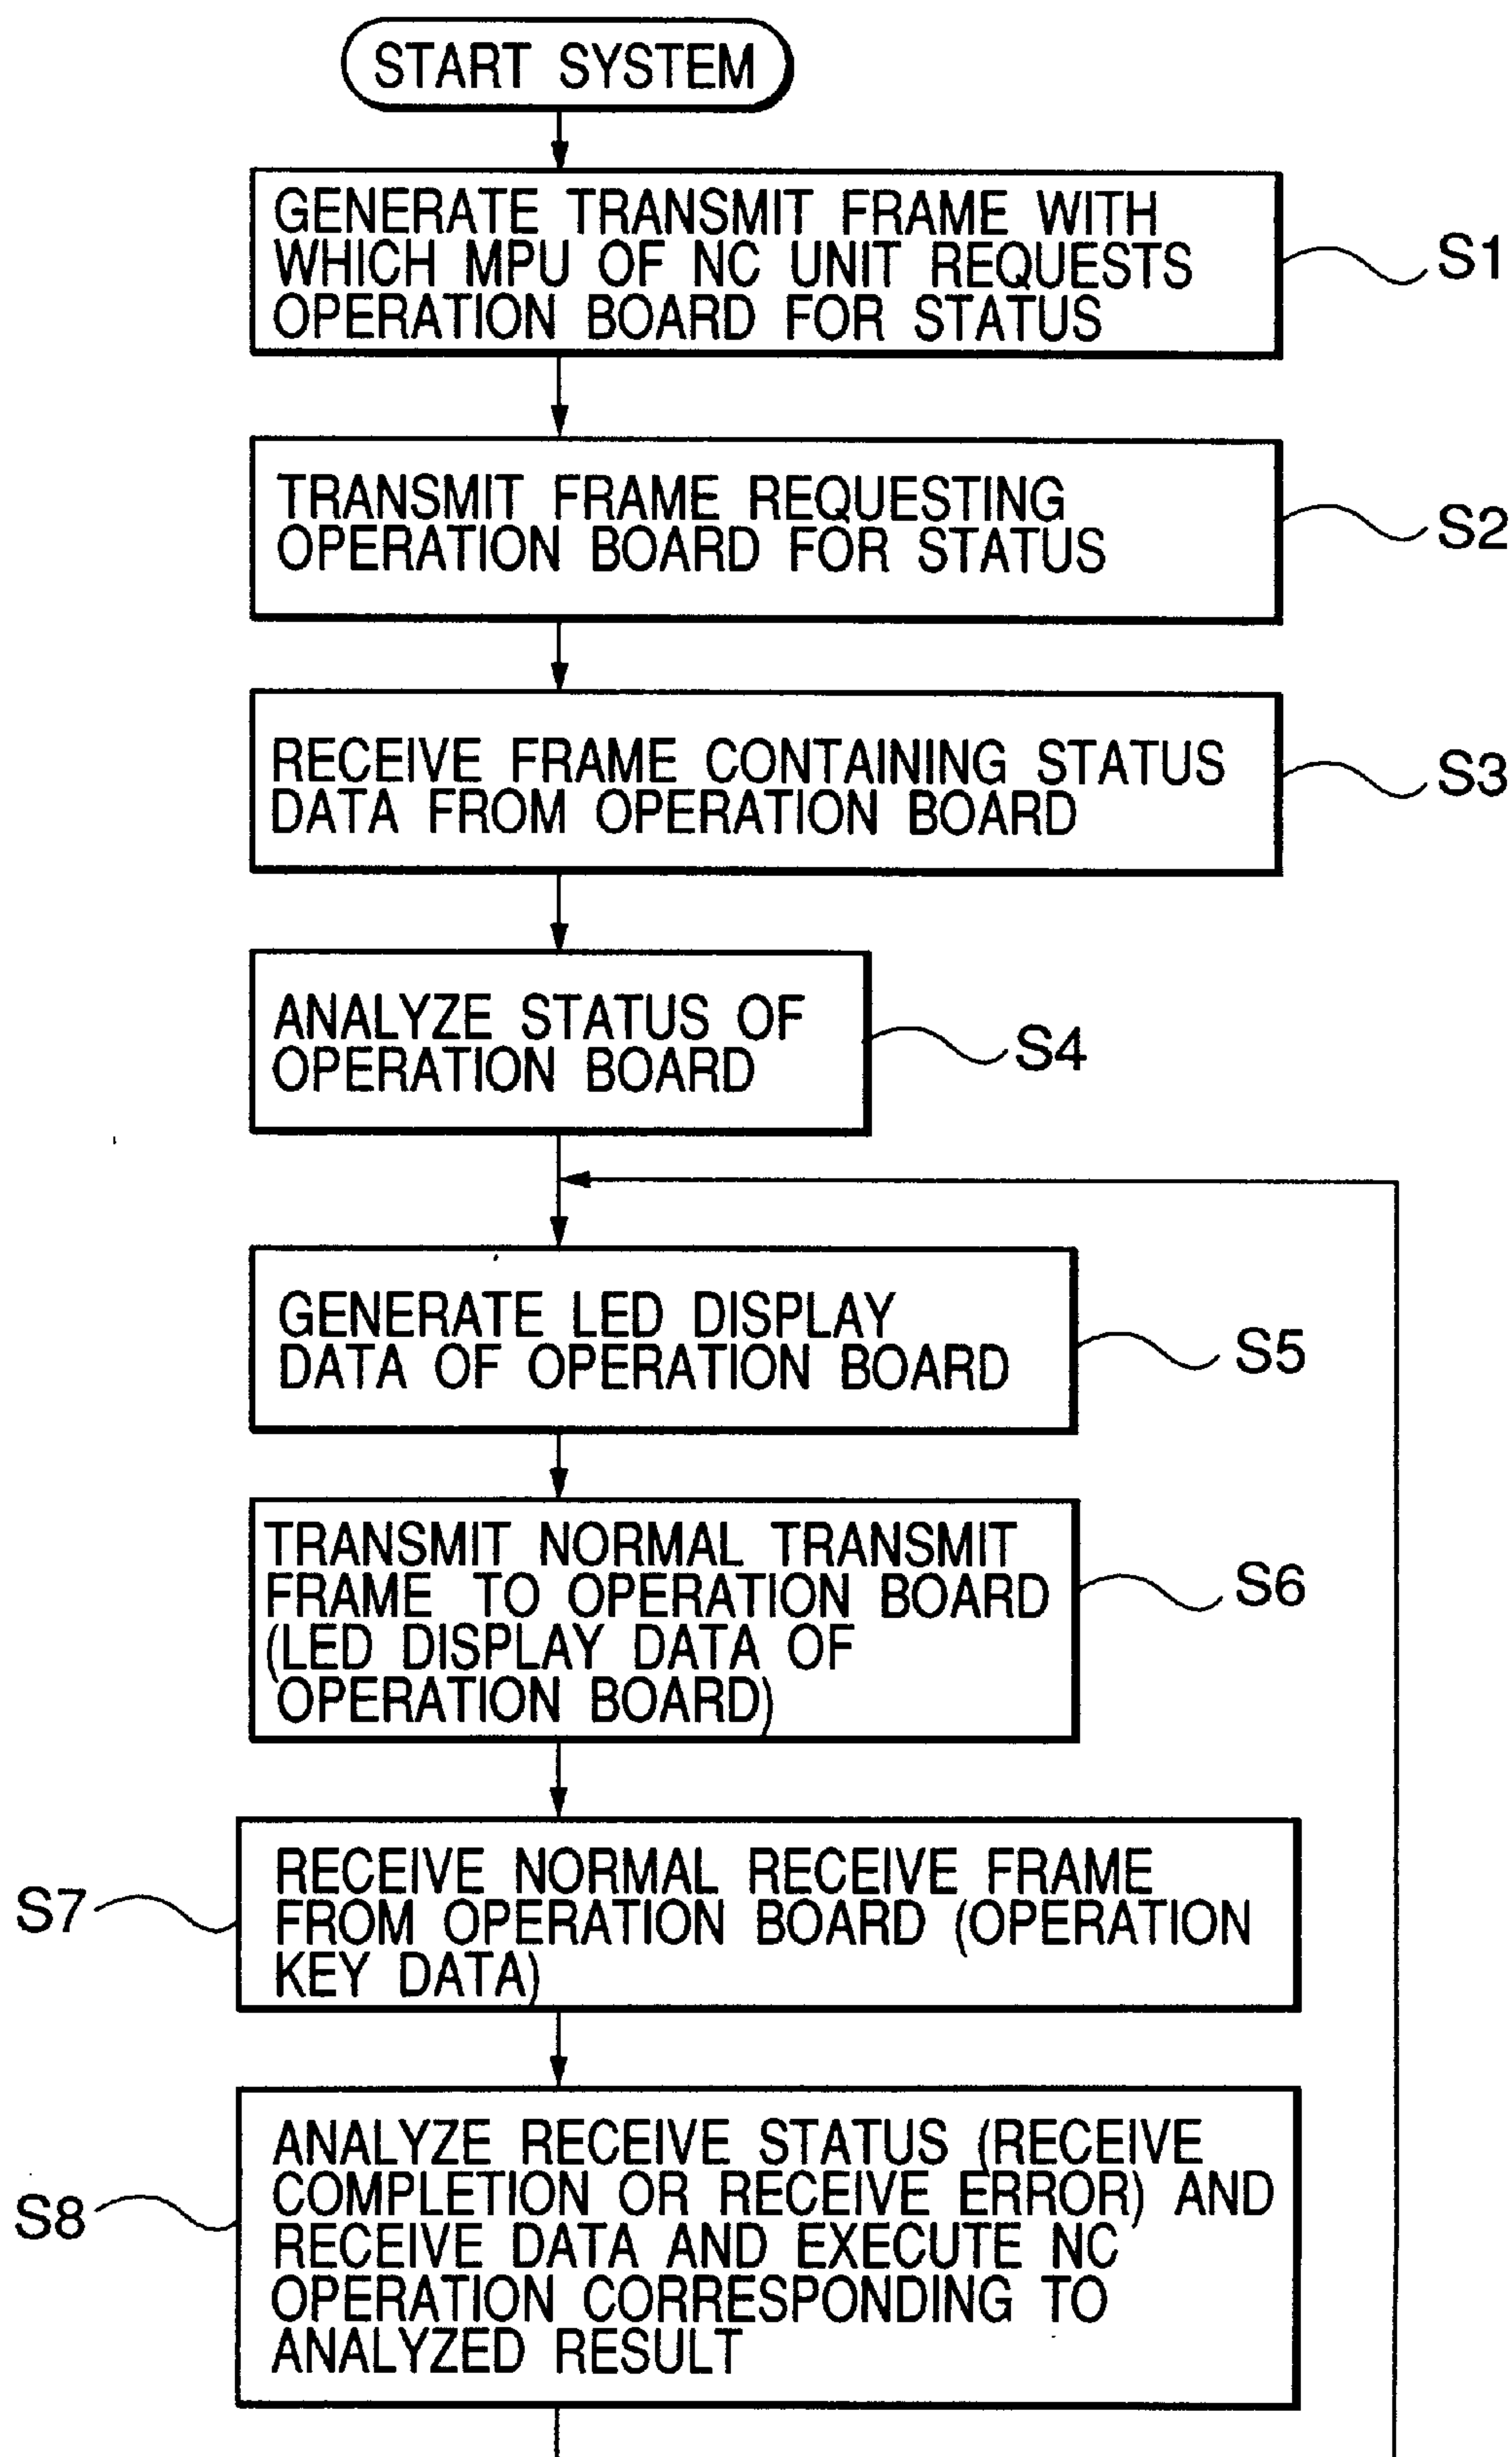 START SYSTEM
GENERATE TRANSMIT FRAME WITH
WHICH MPU OF NC UNIT REQUESTS
OPERATION BOARD FOR STATUS
S1
TRANSMIT FRAME REQUESTING
OPERATION BOARD FOR STATUS
S2
RECEIVE FRAME CONTAINING STATUS
DATA FROM OPERATION BOARD
S3
ANALYZE STATUS OF
OPERATION BOARD
S4
GENERATE LED DISPLAY
DATA OF OPERATION BOARD
S5
TRANSMIT NORMAL TRANSMIT
FRAME TO OPERATION BOARD
(LED DISPLAY DATA OF
OPERATION BOARD)
S6
RECEIVE NORMAL RECEIVE FRAME
FROM OPERATION BOARD (OPERATION
KEY DATA)
S7
ANALYZE RECEIVE STATUS (RECEIVE
COMPLETION OR RECEIVE ERROR) AND
RECEIVE DATA AND EXECUTE NC
OPERATION CORRESPONDING TO
ANALYZED RESULT
S8